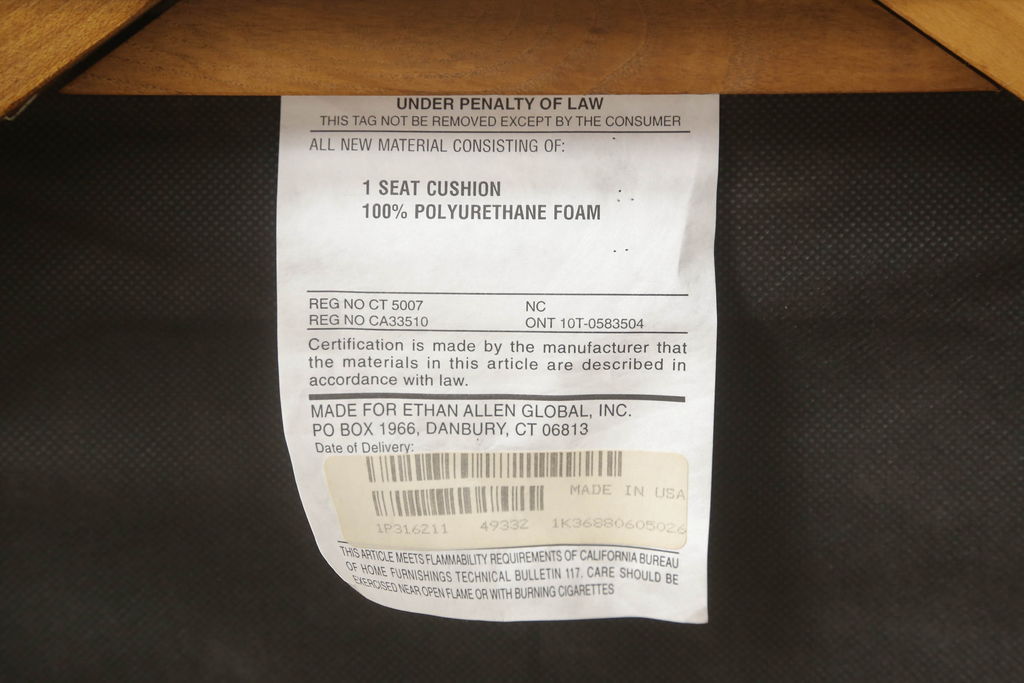 UNDER PENALTY OF LAW
THIS TAG NOT BE REMOVED EXCEPT BY THE CONSUMER
ALL NEW MATERIAL CONSISTING OF:
1 SEAT CUSHION
100% POLYURETHANE FOAM
REG NO CT 5007 NC
REG NO CA33510 ONT 10T-0583504
Certification is made by the manufacturer that
the materials in this article are described in
accordance with law.
MADE FOR ETHAN ALLEN GLOBAL, INC.
PO BOX 1966, DANBURY, CT 06813
Date of Delivery:
MADE IN USA
1P316211 49332 1K36880605026
THIS ARTICLE MEETS FLAMMABILITY REQUIREMENTS OF CALIFORNIA BUREAU
OF HOME FURNISHINGS TECHNICAL BULLETIN 117. CARE SHOULD BE
EXERCISED NEAR OPEN FLAME OR WITH BURNING CIGARETTES